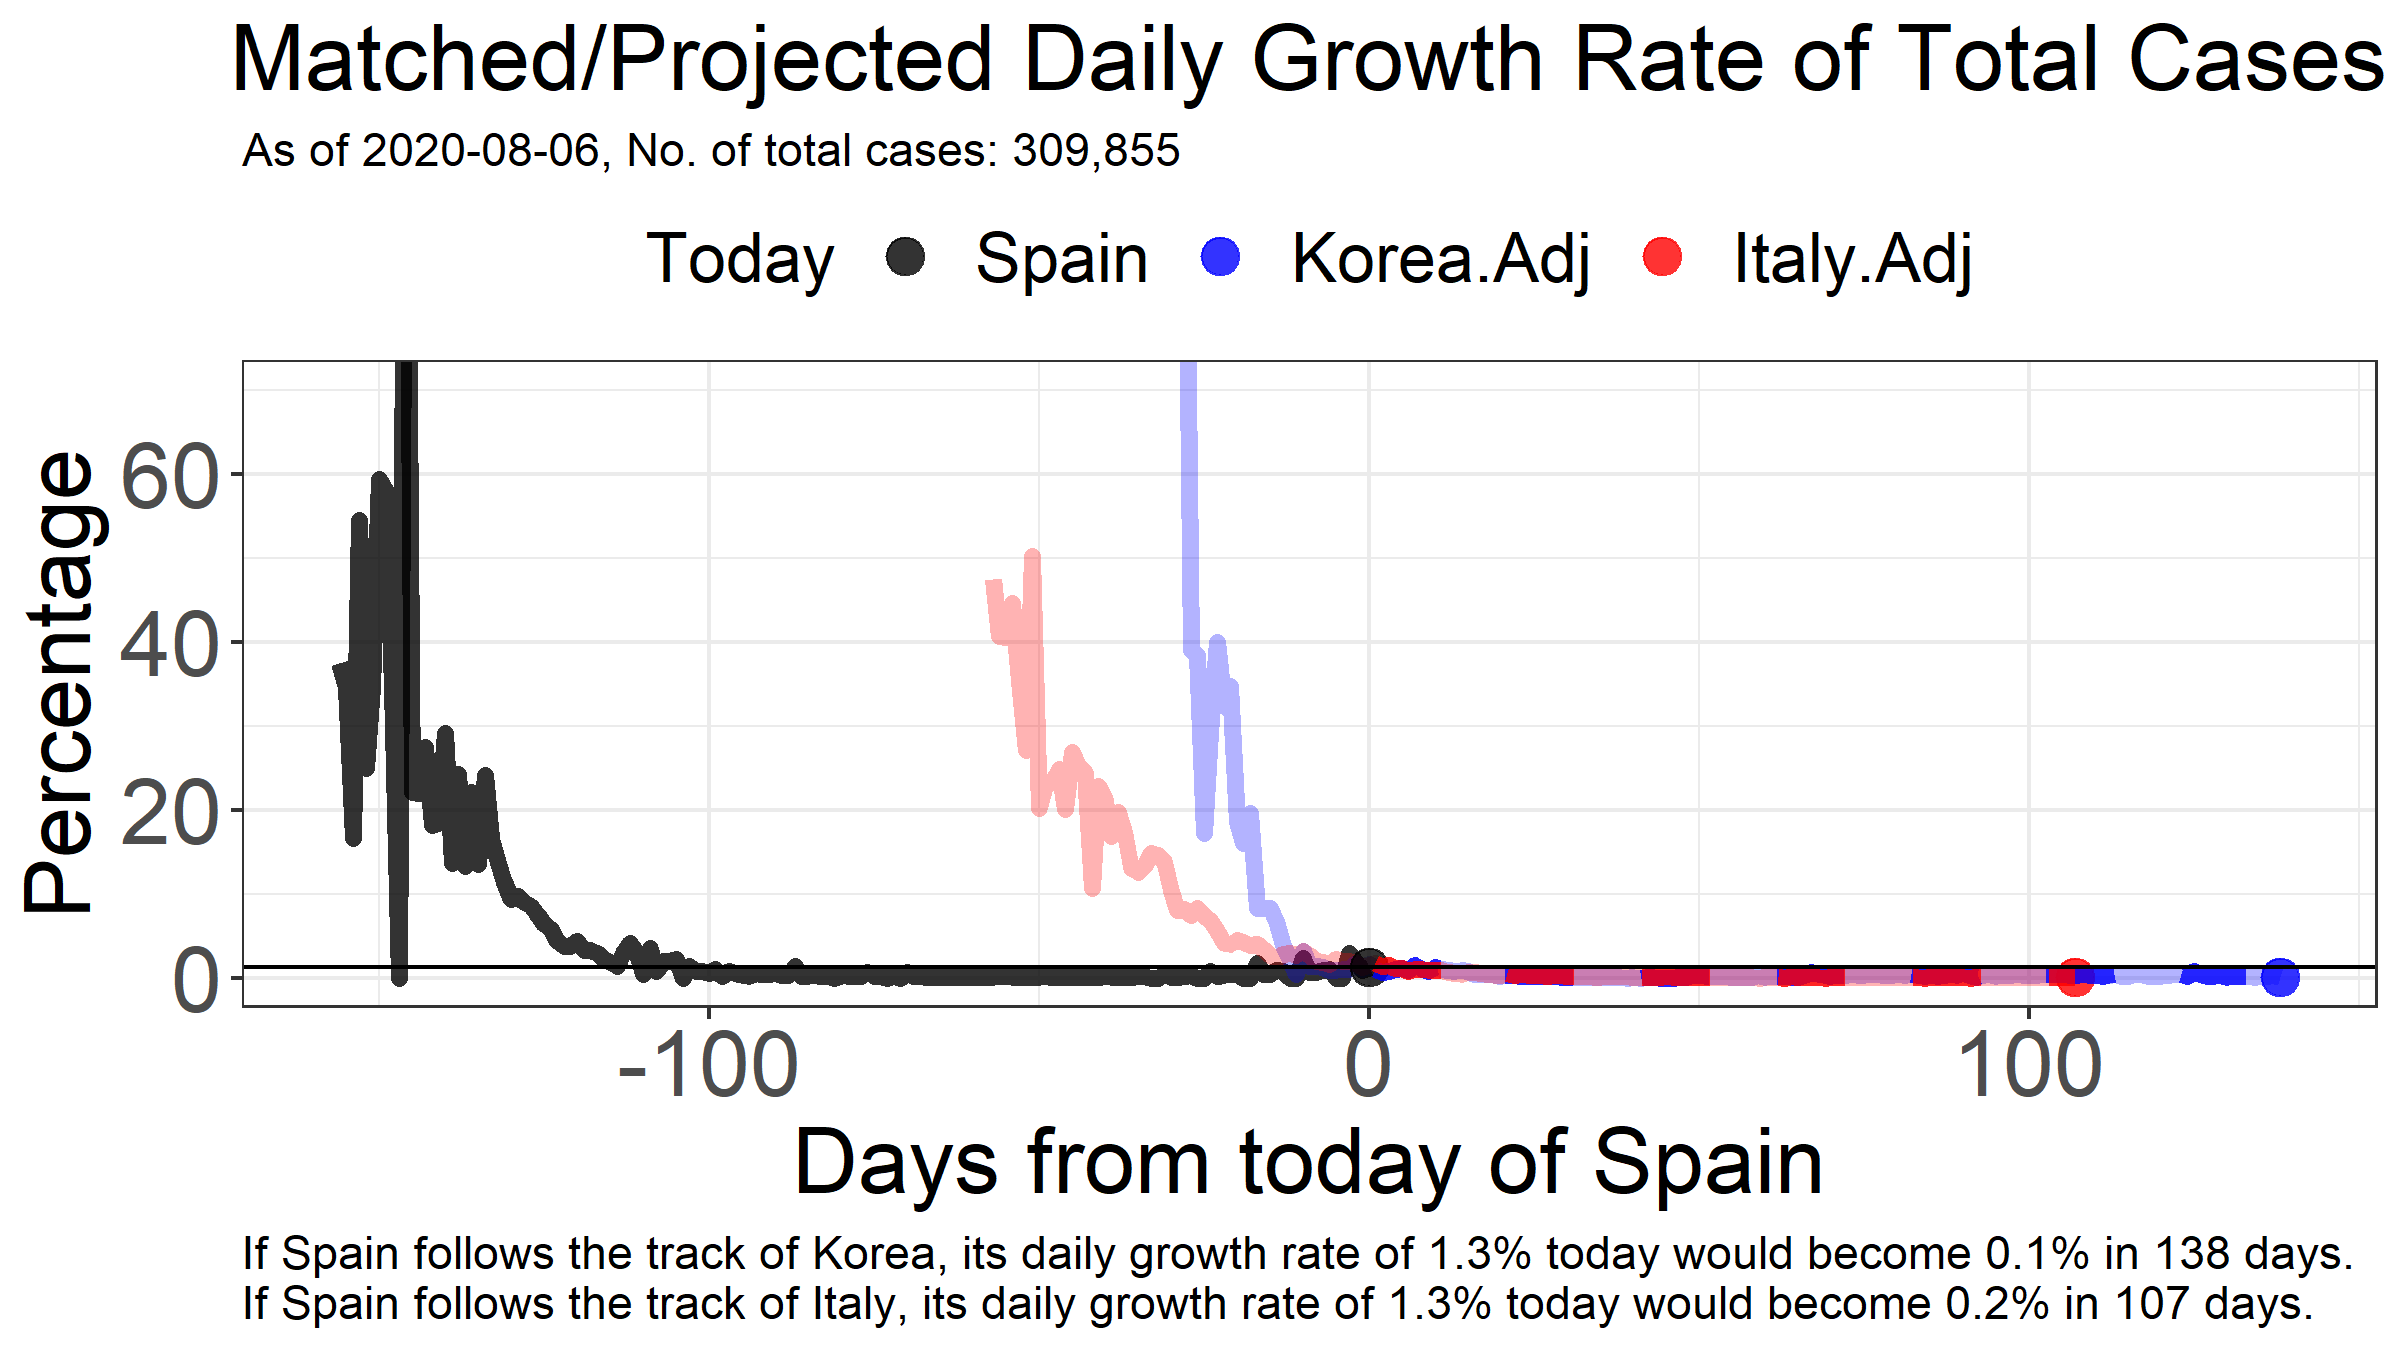 Matched/Projected Daily Growth Rate of Total Cases
As of 2020-08-06, No. of total cases: 309,855
Today Spain Korea.Adj Italy.Adj
Percentage
60
40
20
0
-100 0 100
Days from today of Spain
If Spain follows the track of Korea, its daily growth rate of 1.3% today would become 0.1% in 138 days.
If Spain follows the track of Italy, its daily growth rate of 1.3% today would become 0.2% in 107 days.